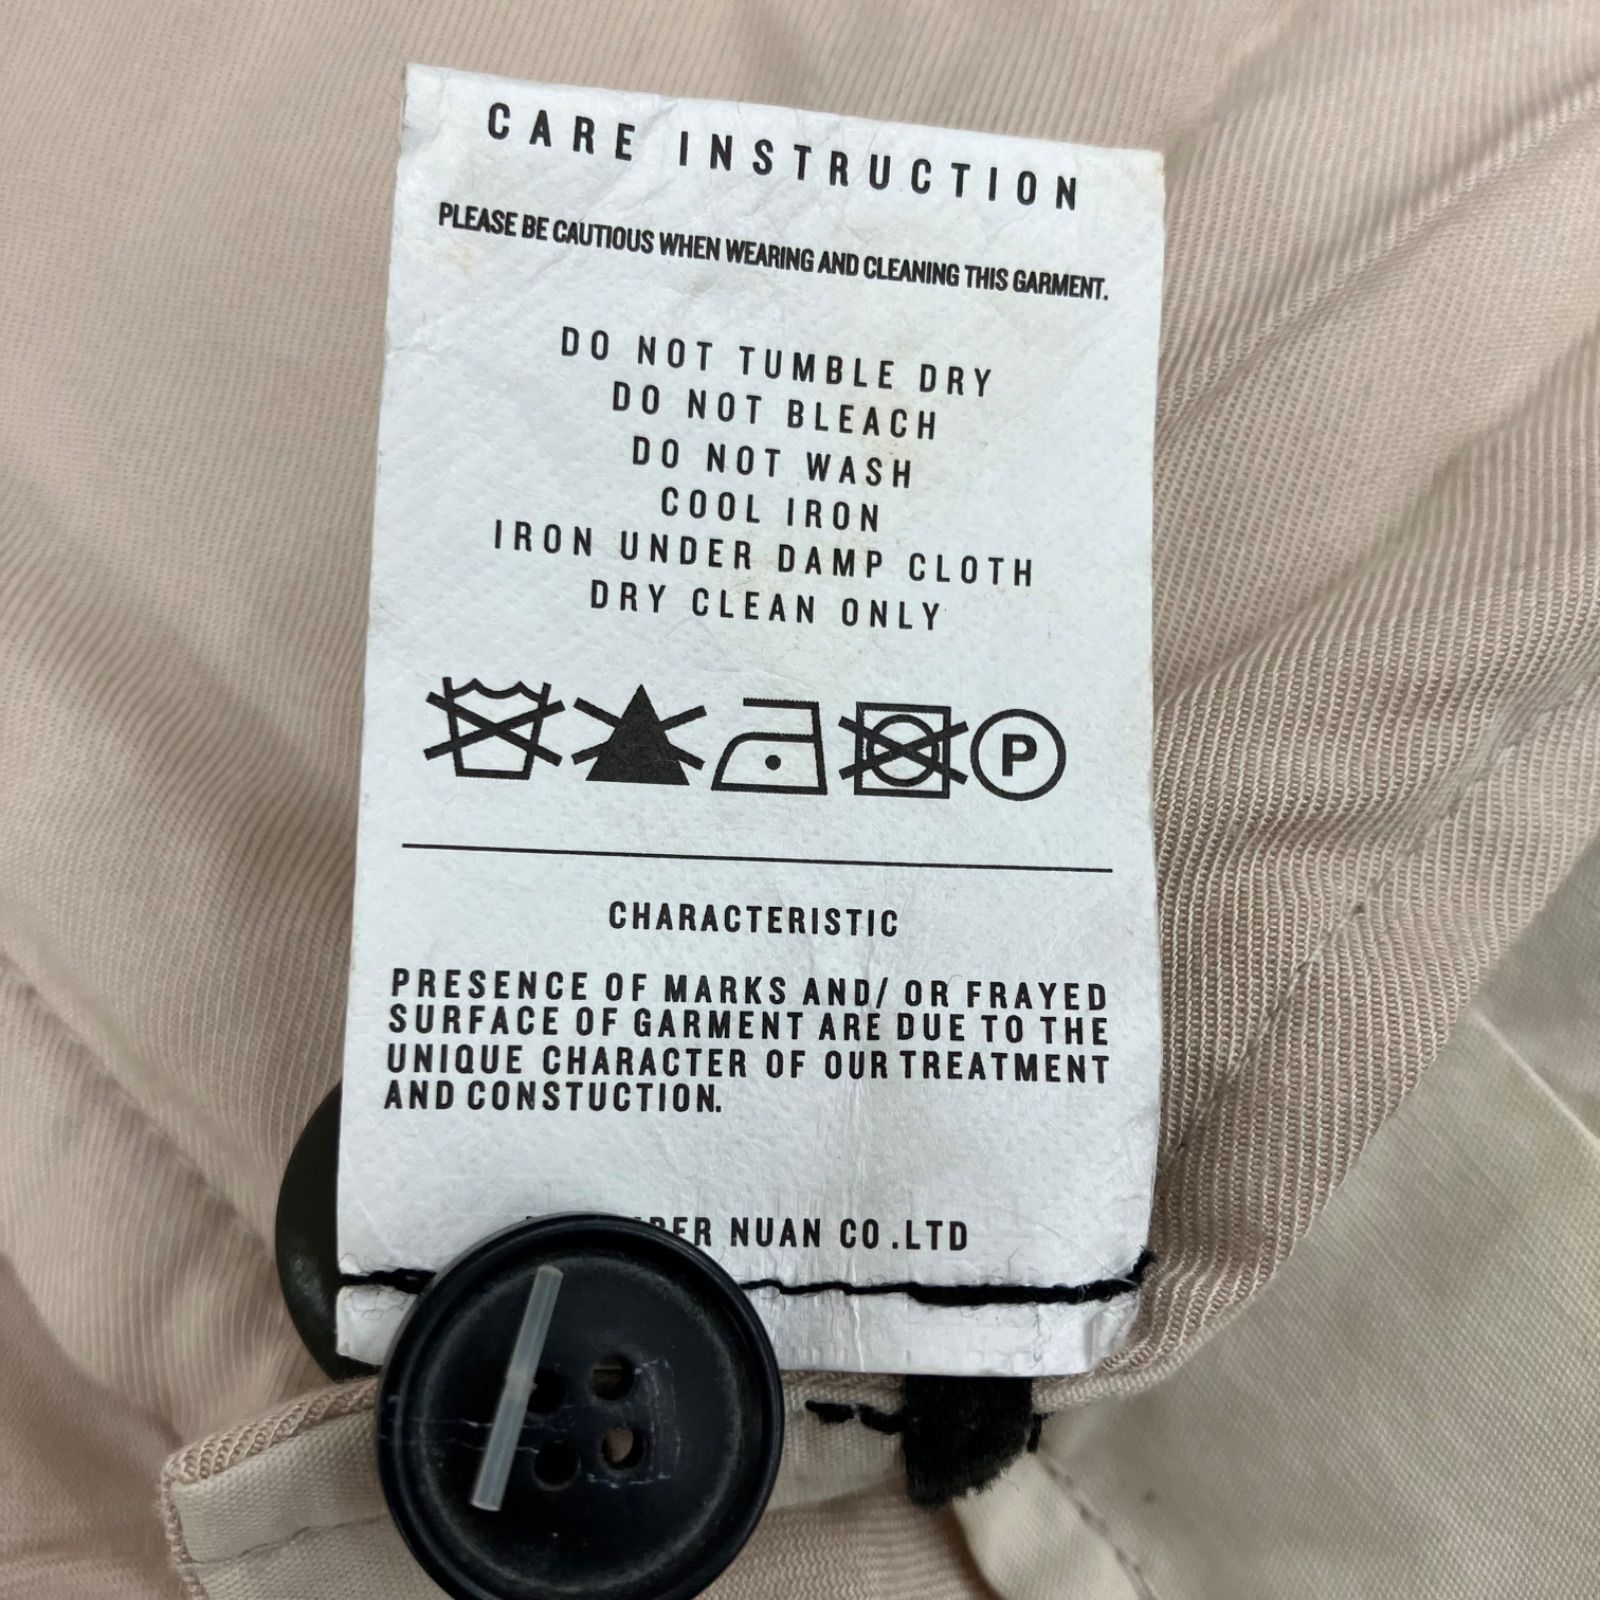 CARE INSTRUCTION
PLEASE BE CAUTIOUS WHEN WEARING AND CLEANING THIS GARMENT.
DO NOT TUMBLE DRY
DO NOT BLEACH
DO NOT WASH
COOL IRON
IRON UNDER DAMP CLOTH
DRY CLEAN ONLY
P
CHARACTERISTIC
PRESENCE OF MARKS AND/ OR FRAYED
SURFACE OF GARMENT ARE DUE TO THE
UNIQUE CHARACTER OF OUR TREATMENT
AND CONSTUCTION.
NUAN CO .LTD